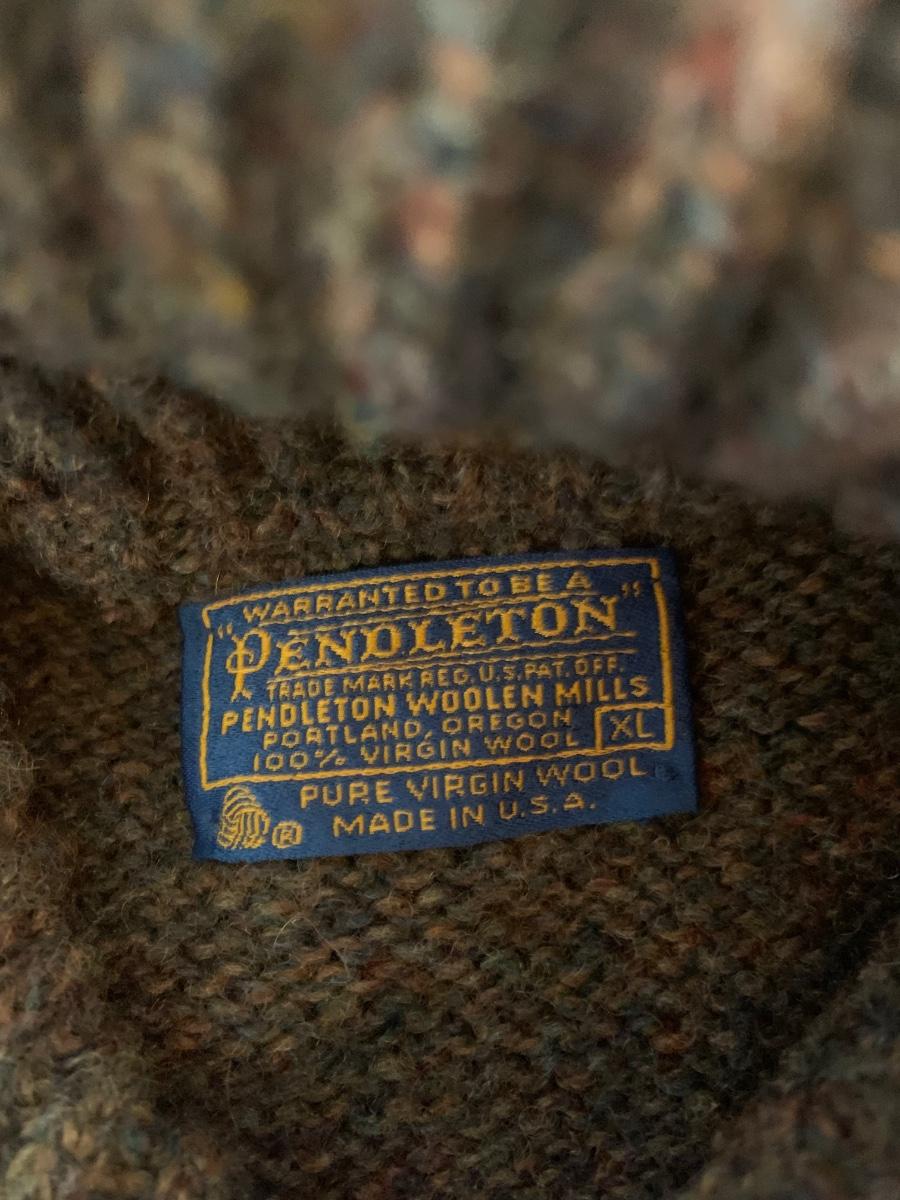 WARRANTED TO BE A
"PENDLETON"
TRADE MARK REG. U.S. PAT. OFF.
PENDLETON WOOLEN MILLS
PORTLAND, OREGON
100% VIRGIN WOOL XL
PURE VIRGIN WOOL
® MADE IN U.S.A.